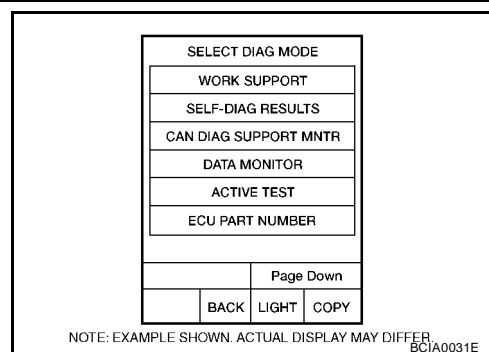 SELECT DIAG MODE
WORK SUPPORT
SELF-DIAG RESULTS
CAN DIAG SUPPORT MNTR
DATA MONITOR
ACTIVE TEST
ECU PART NUMBER
Page Down
BACK LIGHT COPY
NOTE: EXAMPLE SHOWN. ACTUAL DISPLAY MAY DIFFER.
BCIA0031E